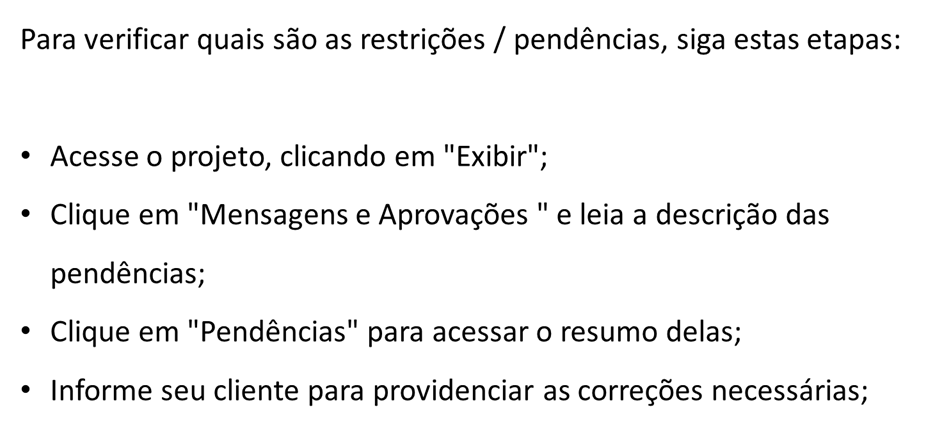 Para verificar quais são as restrições / pendências, siga estas etapas:
• Acesse o projeto, clicando em "Exibir";
• Clique em "Mensagens e Aprovações " e leia a descrição das
pendências;
• Clique em "Pendências" para acessar o resumo delas;
• Informe seu cliente para providenciar as correções necessárias;